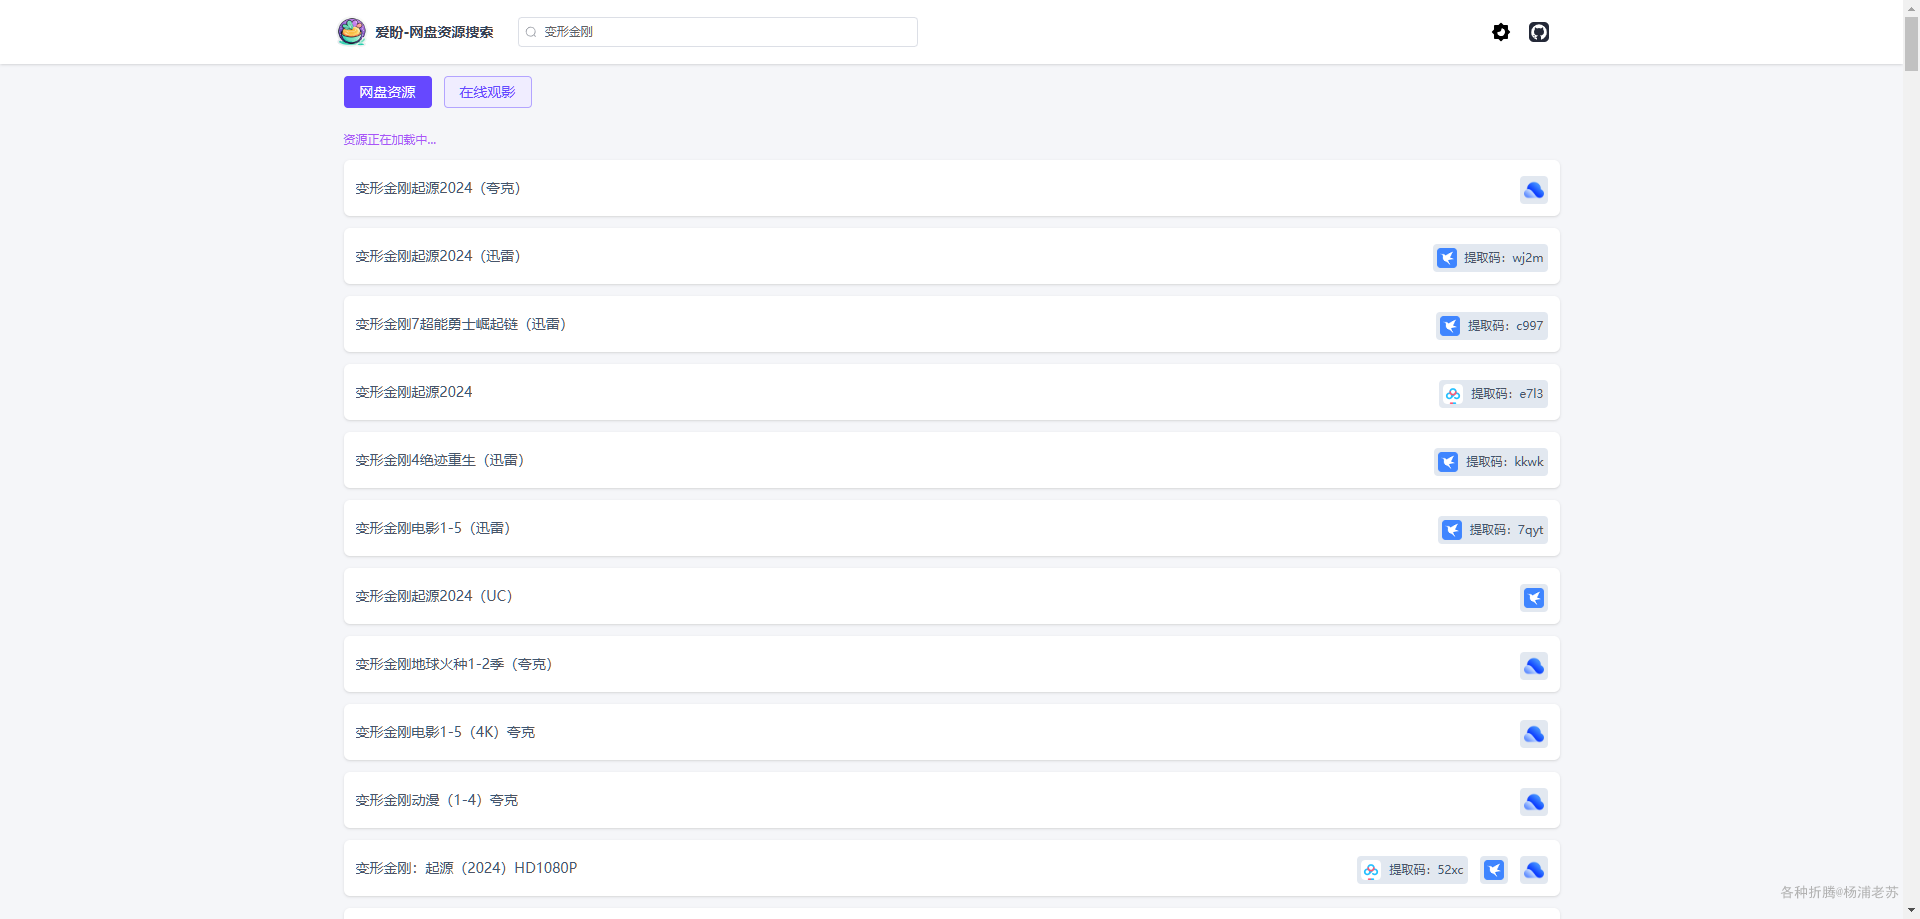 爱盼-网盘资源搜索
变形金刚
网盘资源
在线观影
资源正在加载中...
变形金刚起源2024（夸克）
变形金刚起源2024（迅雷）
提取码：wj2m
变形金刚7超能勇士崛起链（迅雷）
提取码：c997
变形金刚起源2024
提取码：e7l3
变形金刚4绝迹重生（迅雷）
提取码：kkwk
变形金刚电影1-5（迅雷）
提取码：7qyt
变形金刚起源2024（UC）
变形金刚地球火种1-2季（夸克）
变形金刚电影1-5（4K）夸克
变形金刚动漫（1-4）夸克
变形金刚：起源（2024）HD1080P
提取码：52xc
各种折腾@杨浦老苏